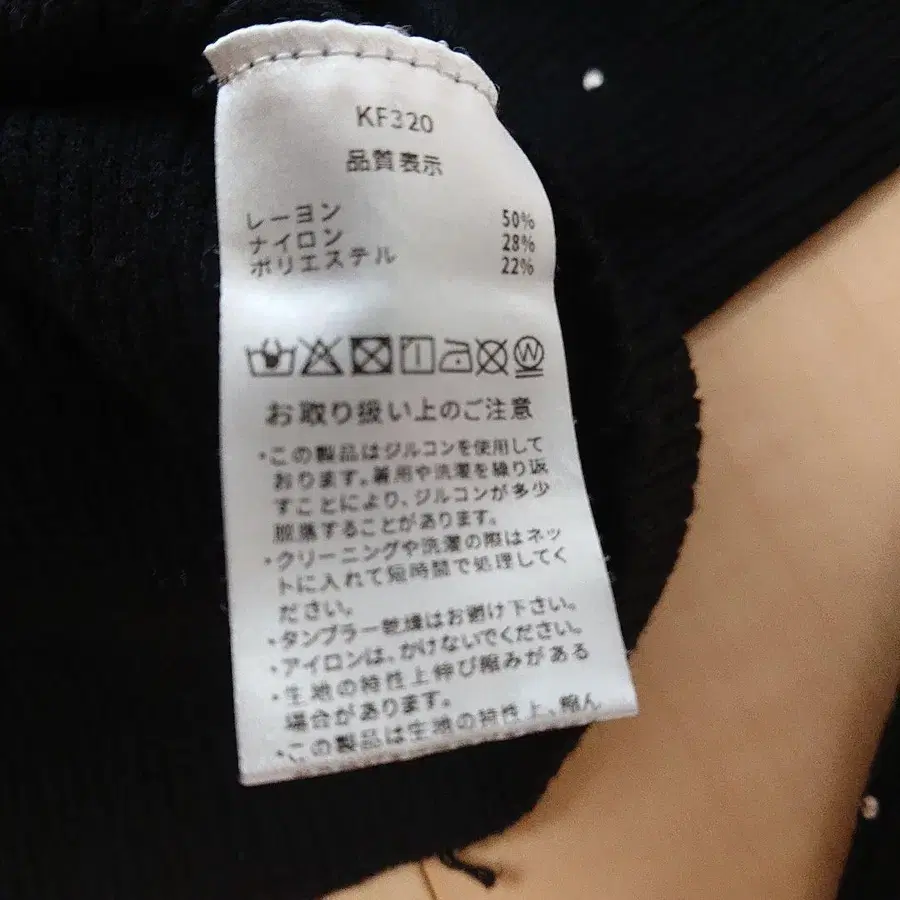 KF320
品質表示
レーヨン 50%
ナイロン 28%
ポリエステル 22%
お取り扱い上のご注意
・この製品はジルコンを使用して
おります。着用や洗濯を繰り返
すことにより、ジルコンが多少
脱落することがあります。
・クリーニングや洗濯の際はネッ
トに入れて短時間で処理してく
ださい。
・タンブラー乾燥はお避け下さい。
・アイロンは、かけないでください。
・生地の特性上伸び縮みがある
場合があります。
・この製品は生地の特性上、縮ん